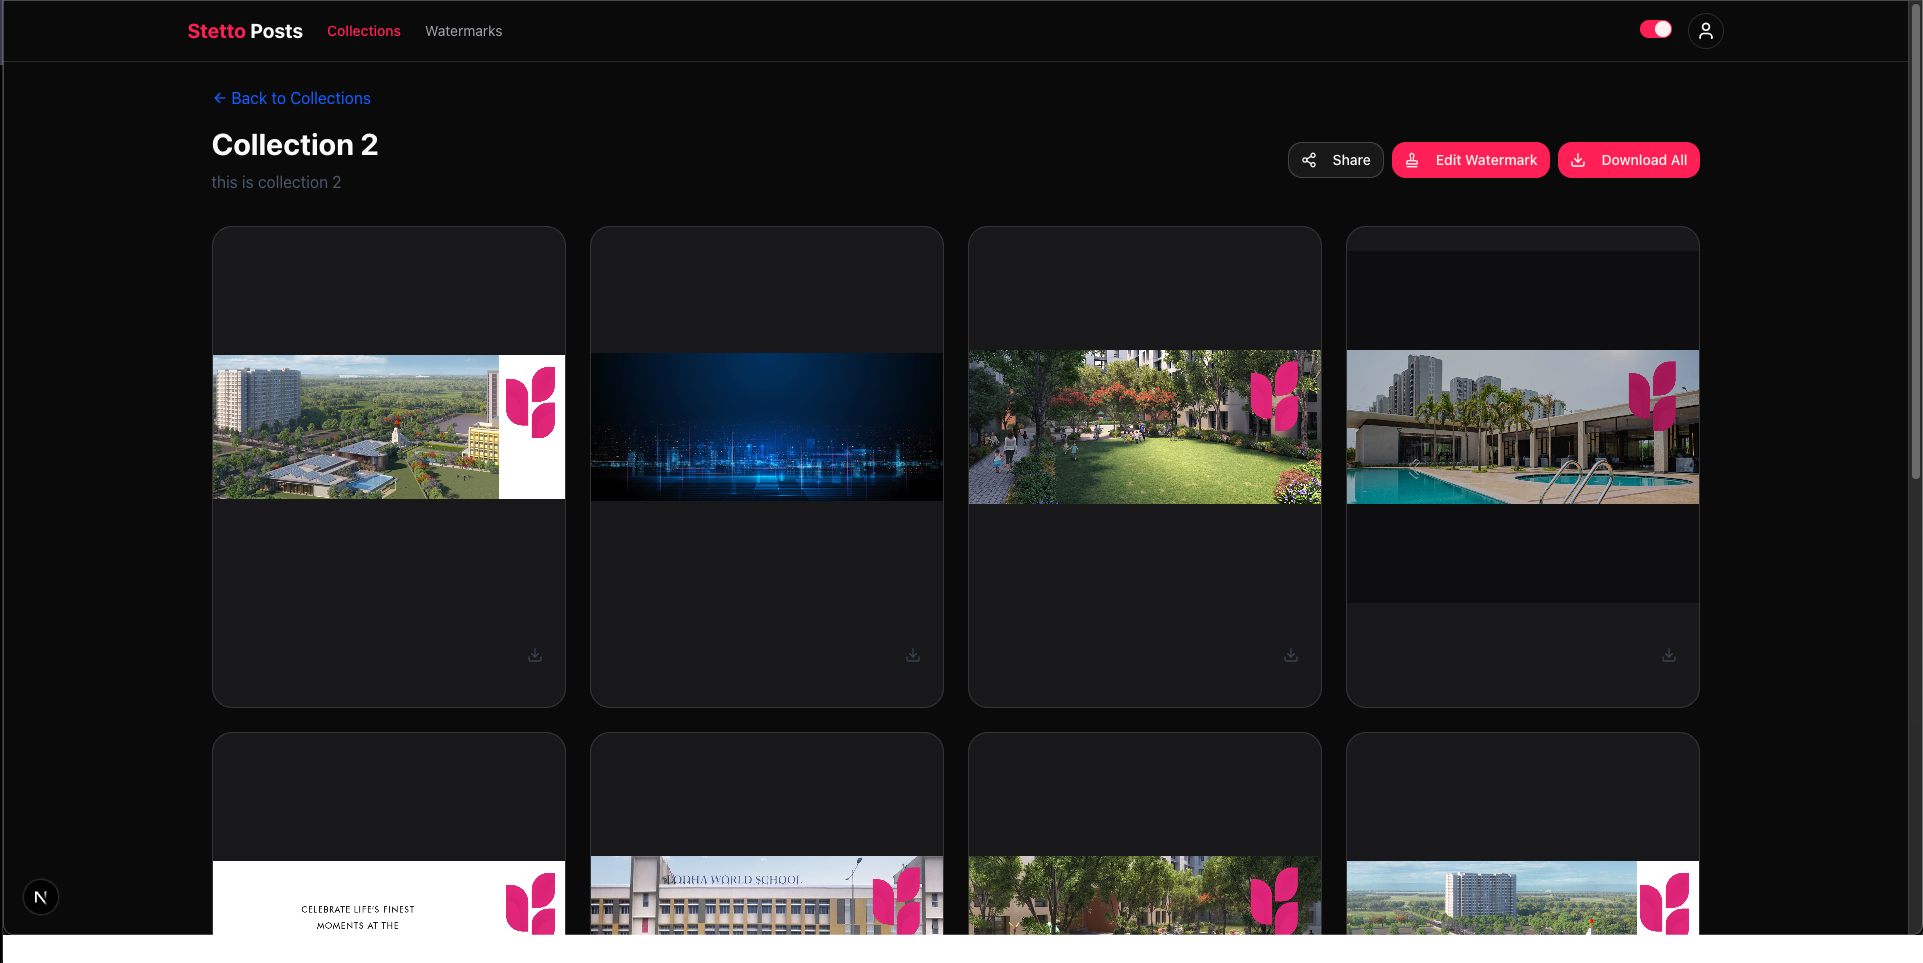 Stetto Posts Collections Watermarks
← Back to Collections
Collection 2
this is collection 2
Share
Edit Watermark
Download All
CELEBRATE LIFE'S FINEST
MOMENTS AT THE
LODHA WORLD SCHOOL
N